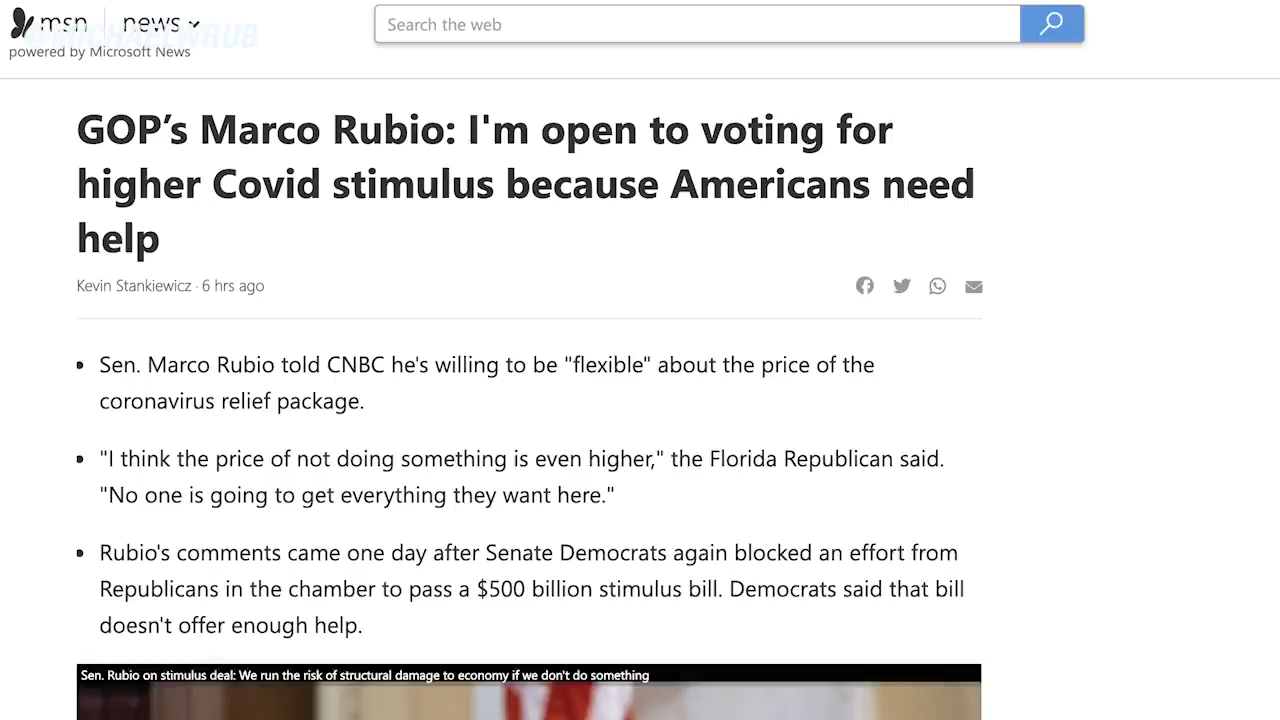 msn news
@MICHAELWRUB
powered by Microsoft News
Search the web
GOP’s Marco Rubio: I'm open to voting for
higher Covid stimulus because Americans need
help
Kevin Stankiewicz · 6 hrs ago
• Sen. Marco Rubio told CNBC he's willing to be "flexible" about the price of the
coronavirus relief package.
• "I think the price of not doing something is even higher," the Florida Republican said.
"No one is going to get everything they want here."
• Rubio's comments came one day after Senate Democrats again blocked an effort from
Republicans in the chamber to pass a $500 billion stimulus bill. Democrats said that bill
doesn't offer enough help.
Sen. Rubio on stimulus deal: We run the risk of structural damage to economy if we don't do something